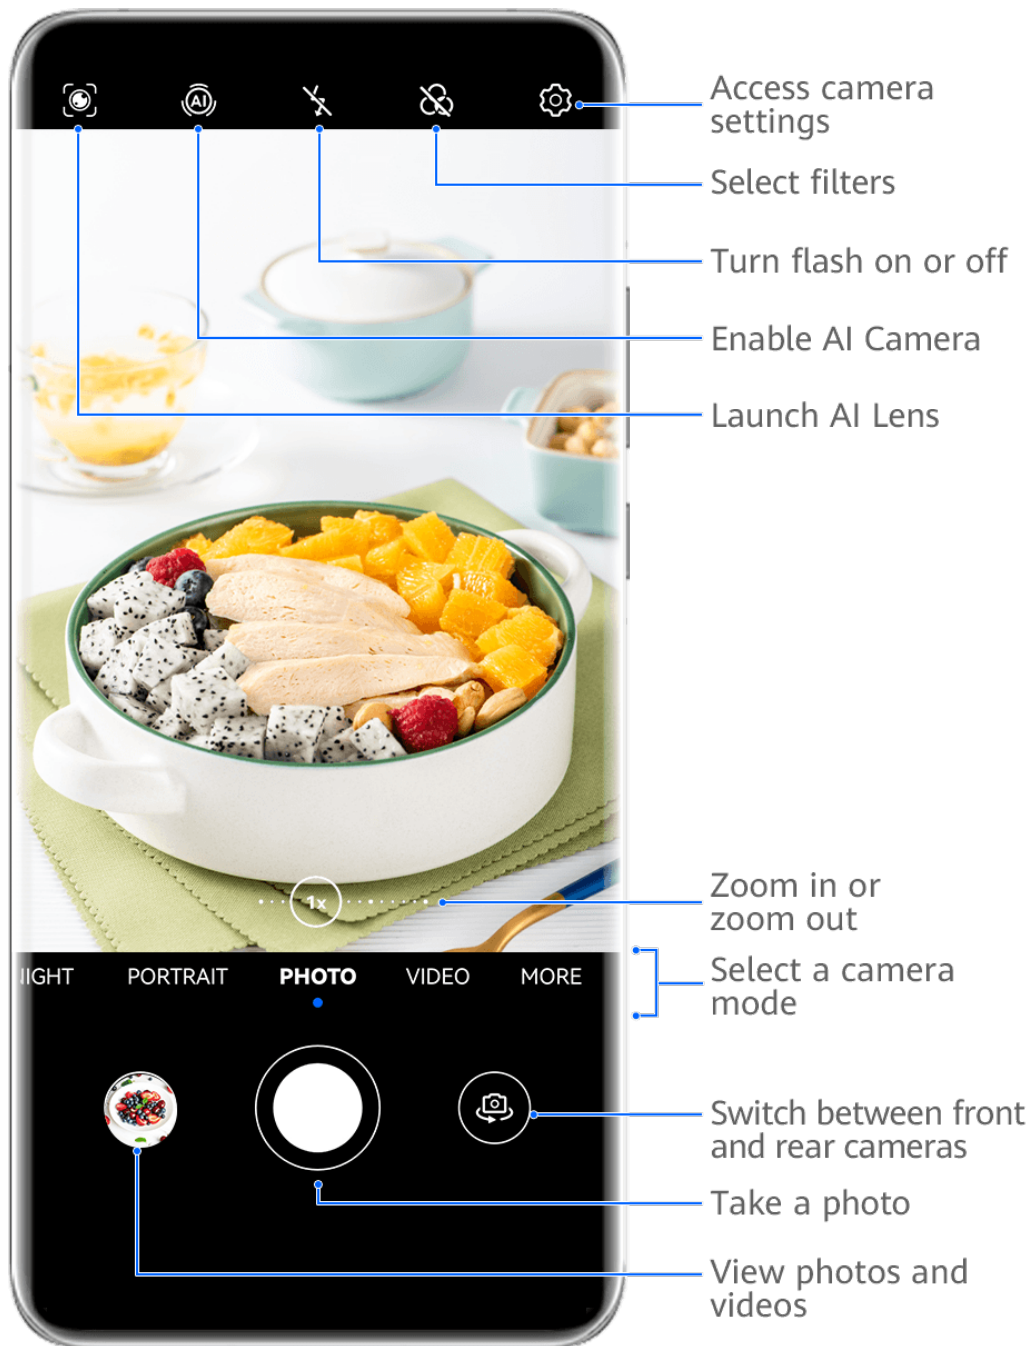 AI
Access camera
settings
Select filters
Turn flash on or off
Enable AI Camera
Launch AI Lens
1x
Zoom in or
zoom out
IGHT PORTRAIT PHOTO VIDEO MORE
Select a camera
mode
Switch between front
and rear cameras
Take a photo
View photos and
videos